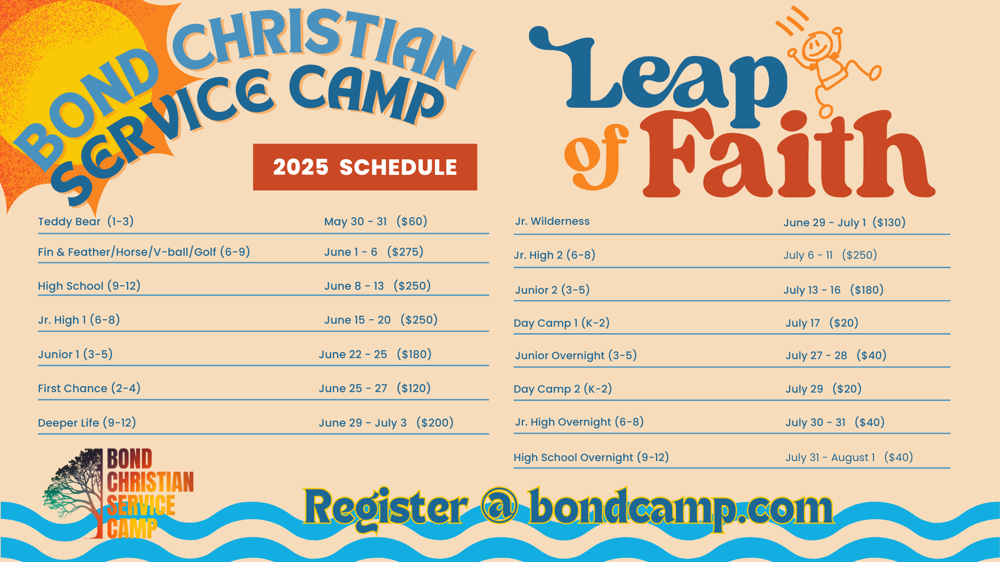 BOND CHRISTIAN
SERVICE CAMP
2025 SCHEDULE
Leap
of Faith
Teddy Bear (1-3) May 30 - 31 ($60)
Fin & Feather/Horse/V-ball/Golf (6-9) June 1 - 6 ($275)
High School (9-12) June 8 - 13 ($250)
Jr. High 1 (6-8) June 15 - 20 ($250)
Junior 1 (3-5) June 22 - 25 ($180)
First Chance (2-4) June 25 - 27 ($120)
Deeper Life (9-12) June 29 - July 3 ($200)
Jr. Wilderness June 29 - July 1 ($130)
Jr. High 2 (6-8) July 6 - 11 ($250)
Junior 2 (3-5) July 13 - 16 ($180)
Day Camp 1 (K-2) July 17 ($20)
Junior Overnight (3-5) July 27 - 28 ($40)
Day Camp 2 (K-2) July 29 ($20)
Jr. High Overnight (6-8) July 30 - 31 ($40)
High School Overnight (9-12) July 31 - August 1 ($40)
BOND
CHRISTIAN
SERVICE
CAMP
Register @ bondcamp.com